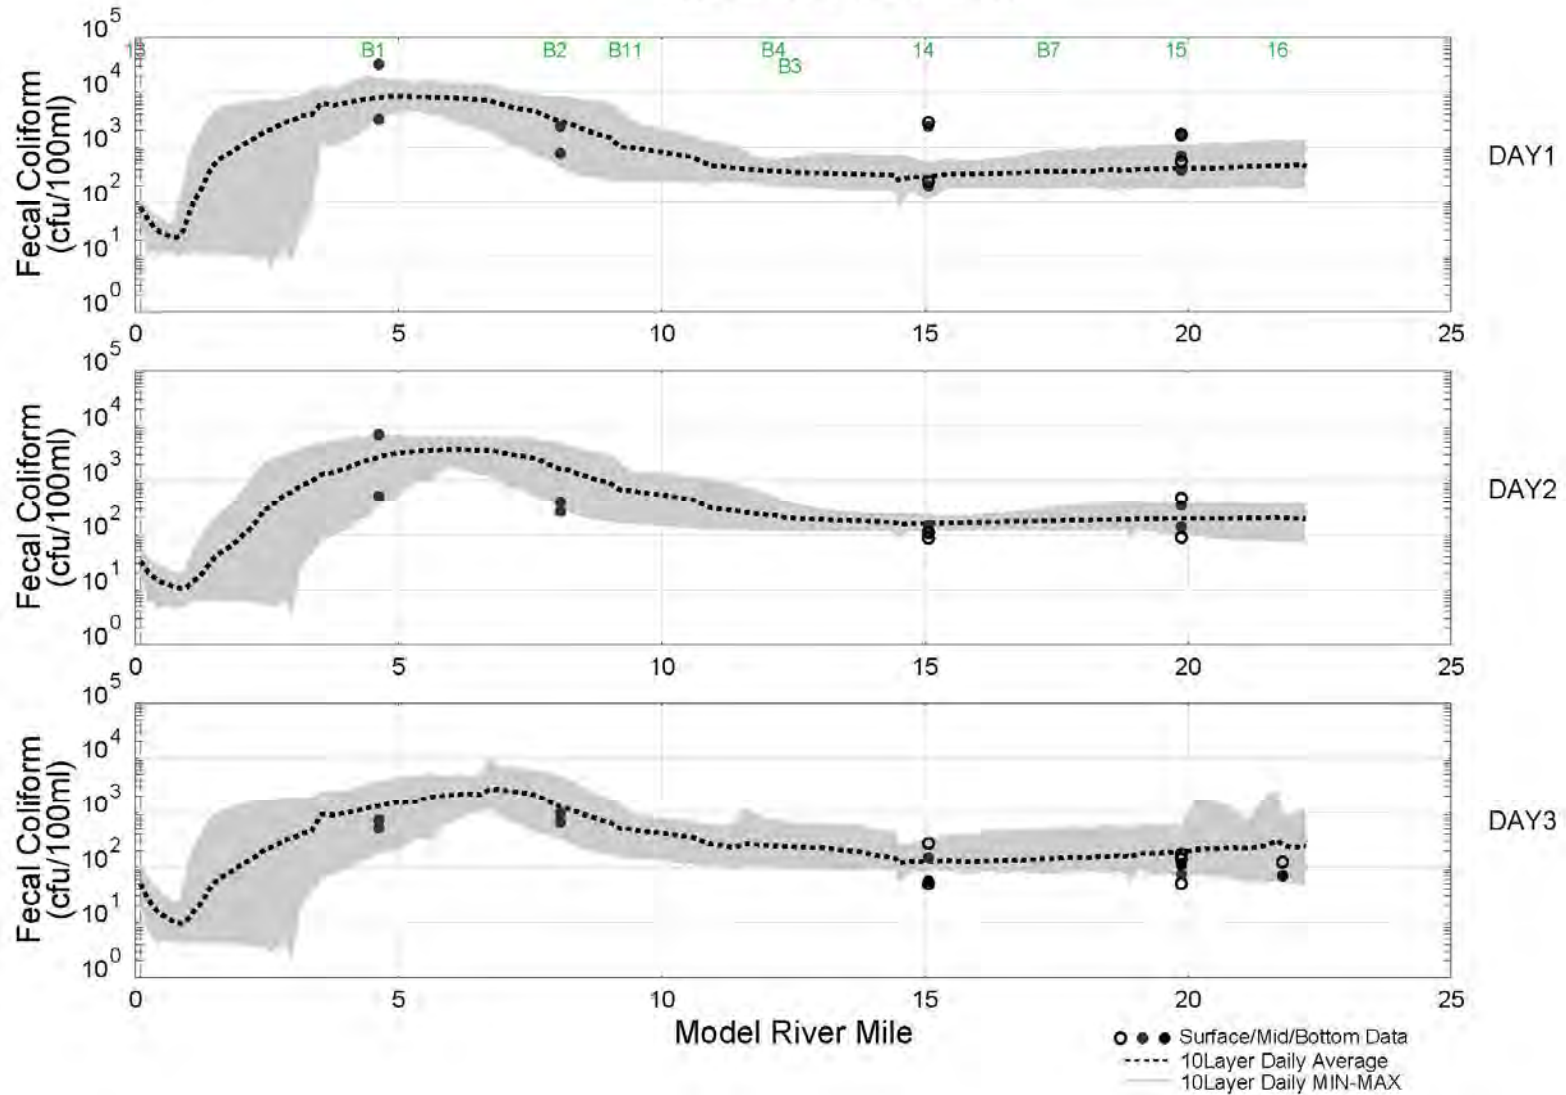 10^5
B1 B2 B11 B4 14 B7 15 16
B3
10^4
10^3
10^2
10^1
10^0
Fecal Coliform
(cfu/100ml)
DAY1
0 5 10 15 20 25
10^5
10^4
10^3
10^2
10^1
10^0
Fecal Coliform
(cfu/100ml)
DAY2
0 5 10 15 20 25
10^5
10^4
10^3
10^2
10^1
10^0
Fecal Coliform
(cfu/100ml)
DAY3
0 5 10 15 20 25
Model River Mile
Surface/Mid/Bottom Data
10Layer Daily Average
10Layer Daily MIN-MAX